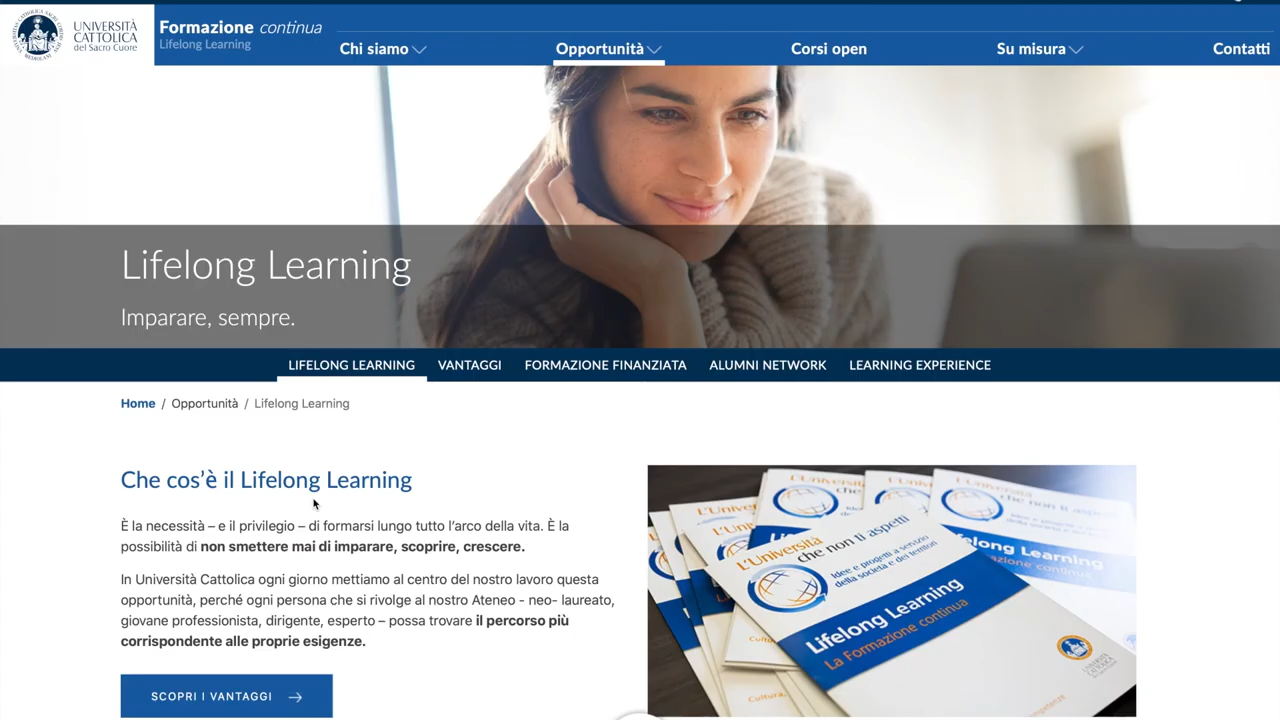 UNIVERSITÀ
CATTOLICA
del Sacro Cuore
Formazione continua
Lifelong Learning
Chi siamo
Opportunità
Corsi open
Su misura
Contatti
Lifelong Learning
Imparare, sempre.
LIFELONG LEARNING
VANTAGGI
FORMAZIONE FINANZIATA
ALUMNI NETWORK
LEARNING EXPERIENCE
Home / Opportunità / Lifelong Learning
Che cos'è il Lifelong Learning
È la necessità – e il privilegio – di formarsi lungo tutto l'arco della vita. È la
possibilità di non smettere mai di imparare, scoprire, crescere.
In Università Cattolica ogni giorno mettiamo al centro del nostro lavoro questa
opportunità, perché ogni persona che si rivolge al nostro Ateneo - neo- laureato,
giovane professionista, dirigente, esperto – possa trovare il percorso più
corrispondente alle proprie esigenze.
SCOPRI I VANTAGGI
L'Università
che non ti aspetti
Idee e progetti a servizio
della società e dei territori
Lifelong Learning
La Formazione continua